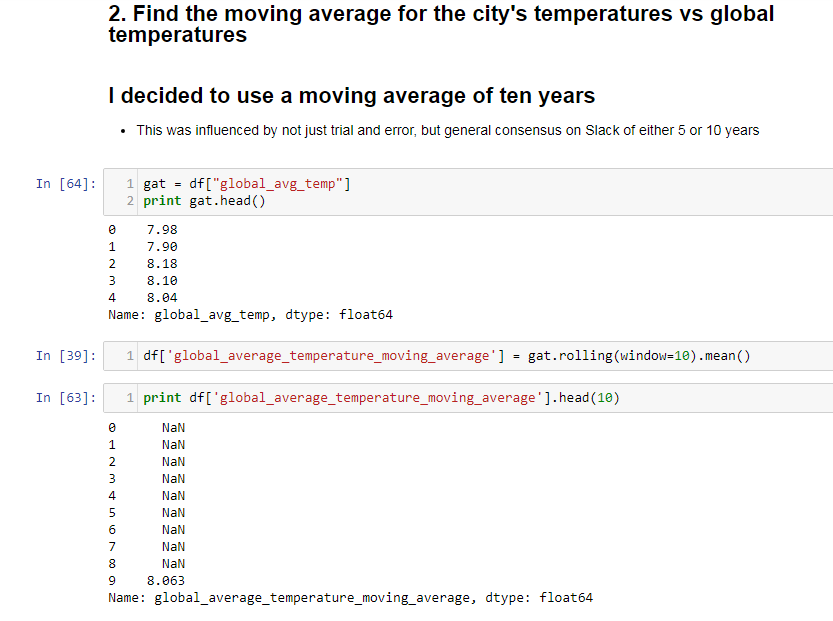 2. Find the moving average for the city's temperatures vs global
temperatures
I decided to use a moving average of ten years
• This was influenced by not just trial and error, but general consensus on Slack of either 5 or 10 years
In [64]: 1 gat = df["global_avg_temp"]
2 print gat.head()
0 7.98
1 7.90
2 8.18
3 8.10
4 8.04
Name: global_avg_temp, dtype: float64
In [39]: 1 df['global_average_temperature_moving_average'] = gat.rolling(window=10).mean()
In [63]: 1 print df['global_average_temperature_moving_average'].head(10)
0 NaN
1 NaN
2 NaN
3 NaN
4 NaN
5 NaN
6 NaN
7 NaN
8 NaN
9 8.063
Name: global_average_temperature_moving_average, dtype: float64